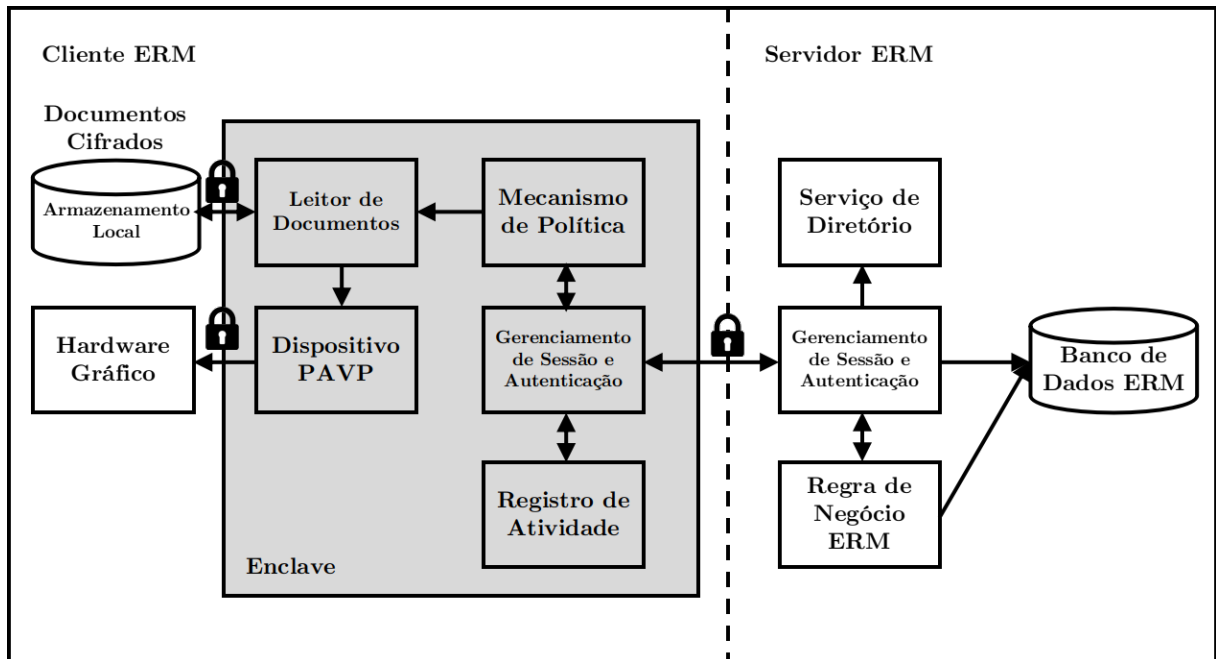 Cliente ERM
Servidor ERM
Documentos
Cifrados
Armazenamento
Local
Leitor de
Documentos
Mecanismo
de Política
Serviço de
Diretório
Hardware
Gráfico
Dispositivo
PAVP
Gerenciamento
de Sessão e
Autenticação
Gerenciamento
de Sessão e
Autenticação
Banco de
Dados ERM
Registro de
Atividade
Regra de
Negócio
ERM
Enclave